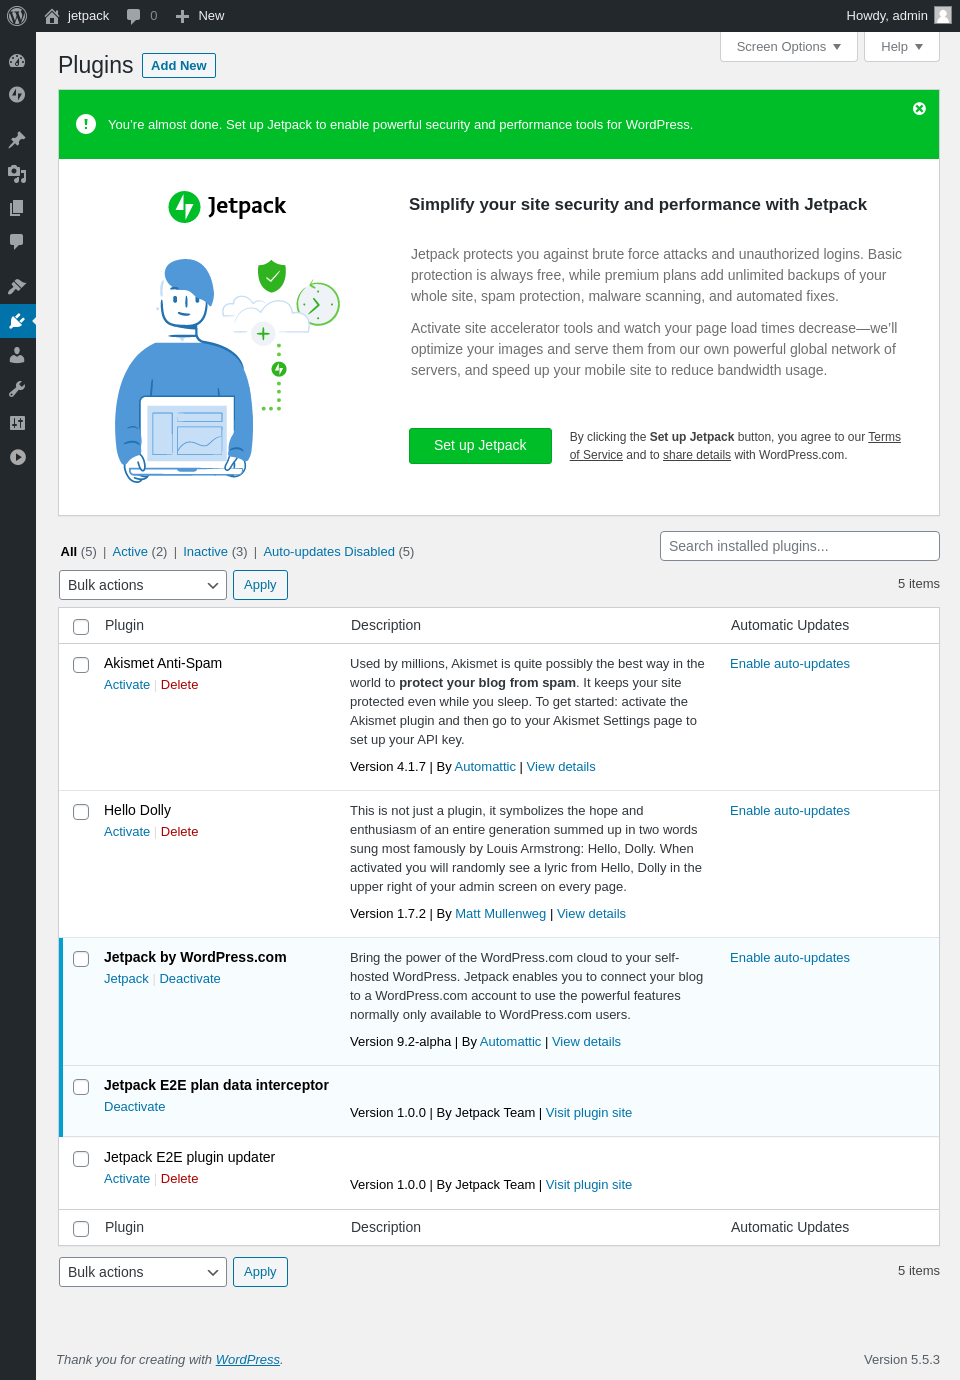 jetpack 0 New Howdy, admin
Screen Options Help
Plugins Add New
You're almost done. Set up Jetpack to enable powerful security and performance tools for WordPress.
Jetpack
Simplify your site security and performance with Jetpack
Jetpack protects you against brute force attacks and unauthorized logins. Basic
protection is always free, while premium plans add unlimited backups of your
whole site, spam protection, malware scanning, and automated fixes.
Activate site accelerator tools and watch your page load times decrease—we'll
optimize your images and serve them from our own powerful global network of
servers, and speed up your mobile site to reduce bandwidth usage.
Set up Jetpack
By clicking the Set up Jetpack button, you agree to our Terms
of Service and to share details with WordPress.com.
All (5) | Active (2) | Inactive (3) | Auto-updates Disabled (5)
Search installed plugins...
Bulk actions Apply 5 items
Plugin Description Automatic Updates
Akismet Anti-Spam
Activate | Delete
Used by millions, Akismet is quite possibly the best way in the
world to protect your blog from spam. It keeps your site
protected even while you sleep. To get started: activate the
Akismet plugin and then go to your Akismet Settings page to
set up your API key.
Version 4.1.7 | By Automattic | View details
Enable auto-updates
Hello Dolly
Activate | Delete
This is not just a plugin, it symbolizes the hope and
enthusiasm of an entire generation summed up in two words
sung most famously by Louis Armstrong: Hello, Dolly. When
activated you will randomly see a lyric from Hello, Dolly in the
upper right of your admin screen on every page.
Version 1.7.2 | By Matt Mullenweg | View details
Enable auto-updates
Jetpack by WordPress.com
Jetpack | Deactivate
Bring the power of the WordPress.com cloud to your self-
hosted WordPress. Jetpack enables you to connect your blog
to a WordPress.com account to use the powerful features
normally only available to WordPress.com users.
Version 9.2-alpha | By Automattic | View details
Enable auto-updates
Jetpack E2E plan data interceptor
Deactivate
Version 1.0.0 | By Jetpack Team | Visit plugin site
Jetpack E2E plugin updater
Activate | Delete
Version 1.0.0 | By Jetpack Team | Visit plugin site
Plugin Description Automatic Updates
Bulk actions Apply 5 items
Thank you for creating with WordPress. Version 5.5.3